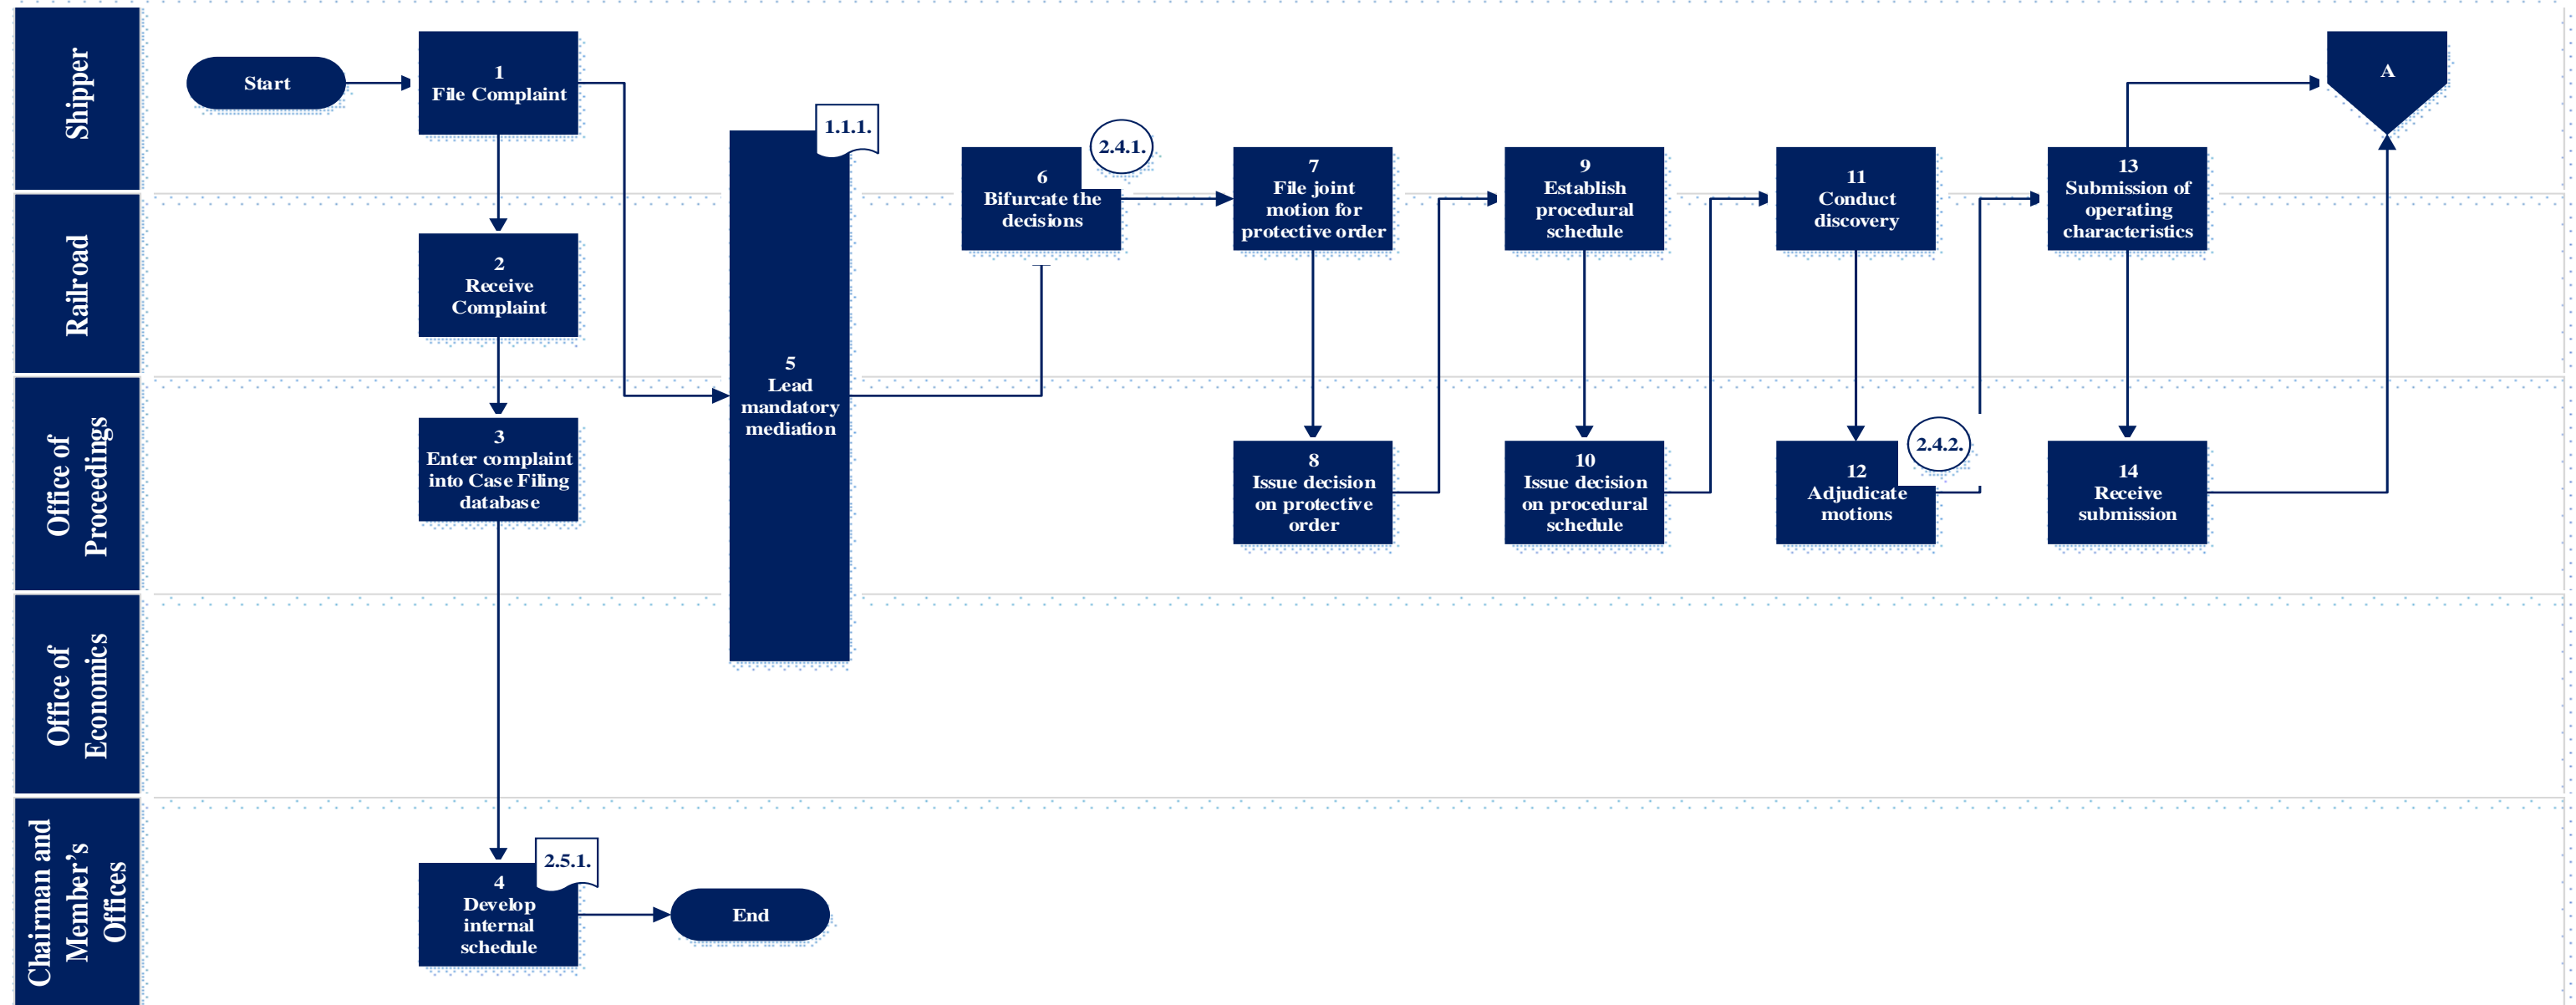 Shipper
Start
1
File Complaint
A
1.1.1.
2.4.1.
6
Bifurcate the
decisions
7
File joint
motion for
protective order
9
Establish
procedural
schedule
11
Conduct
discovery
13
Submission of
operating
characteristics
Railroad
2
Receive
Complaint
5
Lead
mandatory
mediation
Office of
Proceedings
3
Enter complaint
into Case Filing
database
8
Issue decision
on protective
order
10
Issue decision
on procedural
schedule
12
Adjudicate
motions
2.4.2.
14
Receive
submission
Office of
Economics
Chairman and
Member’s
Offices
2.5.1.
4
Develop
internal
schedule
End